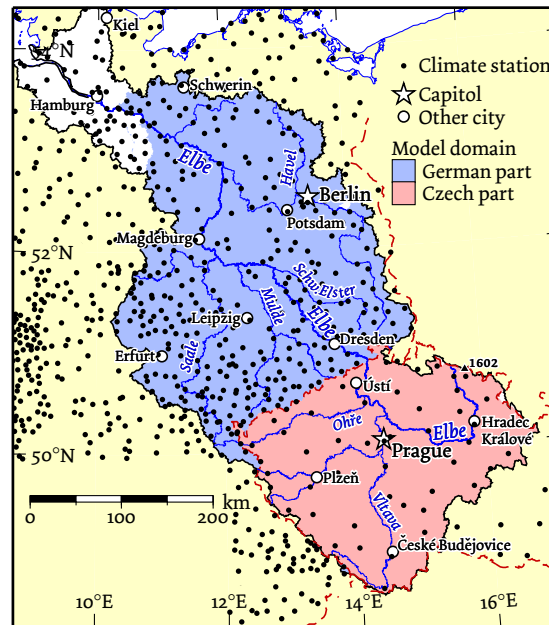 Kiel
°N
Climate station
Capitol
Other city
Model domain
German part
Czech part
Schwerin
Hamburg
Elbe
Havel
Berlin
Potsdam
Magdeburg
52°N
Schw.Elster
Mulde
Elbe
Leipzig
Dresden
Saale
Erfurt
1602
Ústí
Ohře
Elbe
Hradec
Králové
Prague
50°N
Plzeň
km
0 50 100 150 200
Vltava
České Budějovice
10°E 12°E 14°E 16°E